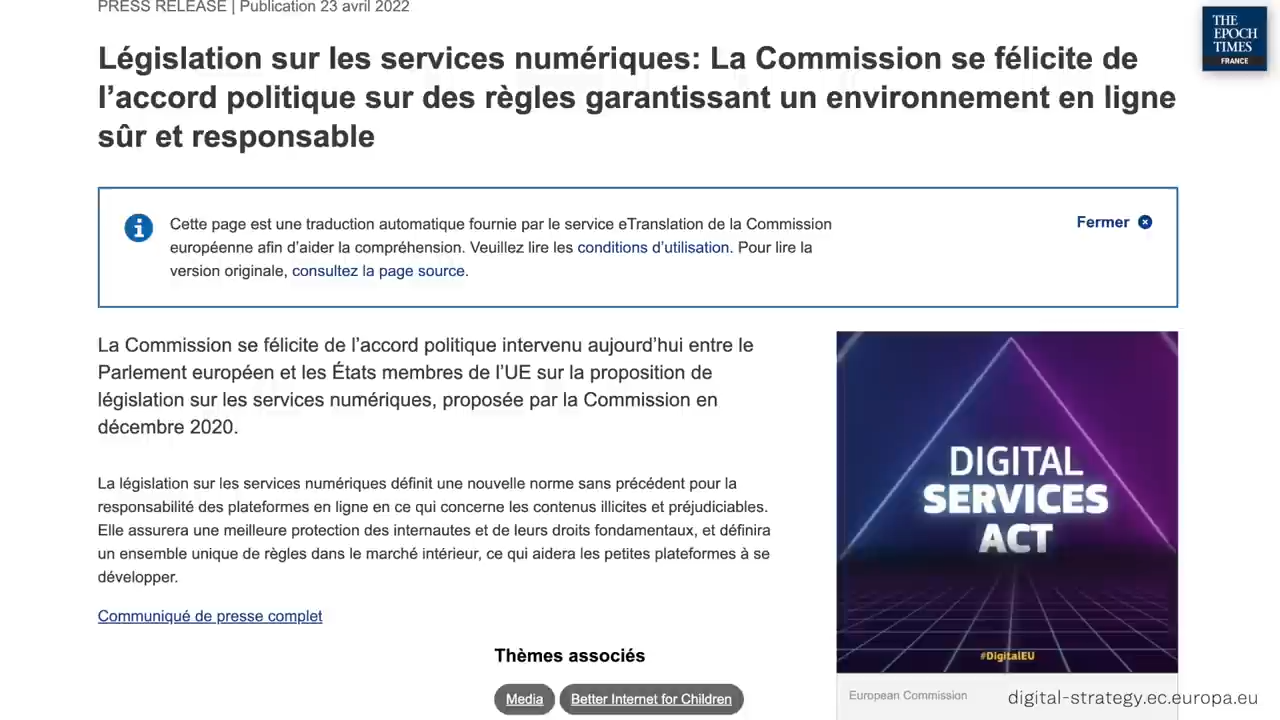 PRESS RELEASE | Publication 23 avril 2022
THE
EPOCH
TIMES
FRANCE
Législation sur les services numériques: La Commission se félicite de
l’accord politique sur des règles garantissant un environnement en ligne
sûr et responsable
Cette page est une traduction automatique fournie par le service eTranslation de la Commission
européenne afin d’aider la compréhension. Veuillez lire les conditions d’utilisation. Pour lire la
version originale, consultez la page source.
Fermer
La Commission se félicite de l’accord politique intervenu aujourd’hui entre le
Parlement européen et les États membres de l’UE sur la proposition de
législation sur les services numériques, proposée par la Commission en
décembre 2020.
La législation sur les services numériques définit une nouvelle norme sans précédent pour la
responsabilité des plateformes en ligne en ce qui concerne les contenus illicites et préjudiciables.
Elle assurera une meilleure protection des internautes et de leurs droits fondamentaux, et définira
un ensemble unique de règles dans le marché intérieur, ce qui aidera les petites plateformes à se
développer.
Communiqué de presse complet
DIGITAL
SERVICES
ACT
#DigitalEU
European Commission
Thèmes associés
Media
Better Internet for Children
digital-strategy.ec.europa.eu